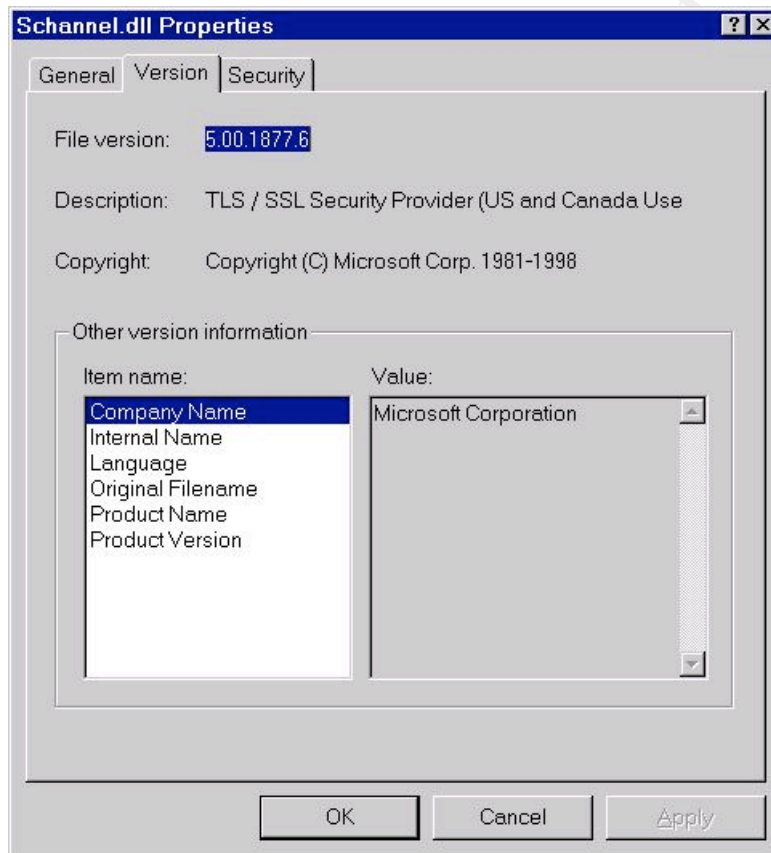 Schannel.dll Properties
General Version Security
File version: 5.00.1877.6
Description: TLS / SSL Security Provider (US and Canada Use
Copyright: Copyright (C) Microsoft Corp. 1981-1998
Other version information
Item name: Value:
Company Name Microsoft Corporation
Internal Name
Language
Original Filename
Product Name
Product Version
OK Cancel Apply